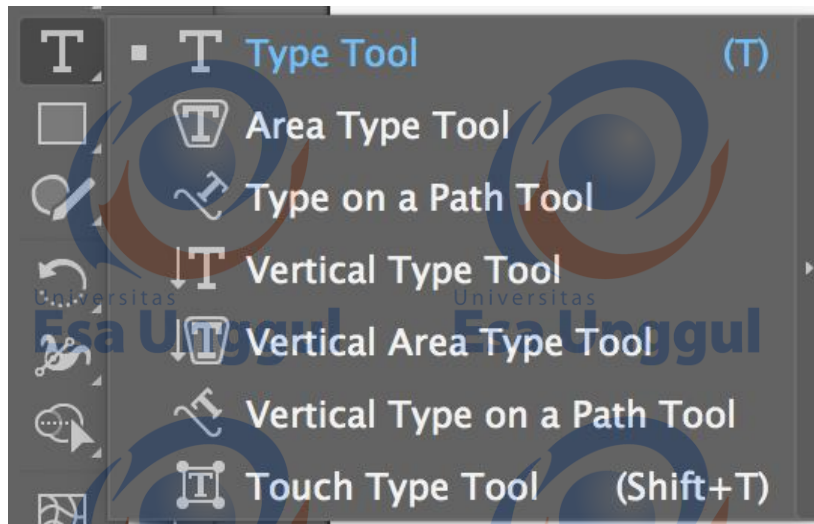 Type Tool (T)
Area Type Tool
Type on a Path Tool
Vertical Type Tool
Universitas Universitas
Esa Unggul Esa Unggul
Vertical Area Type Tool
Vertical Type on a Path Tool
Touch Type Tool (Shift+T)